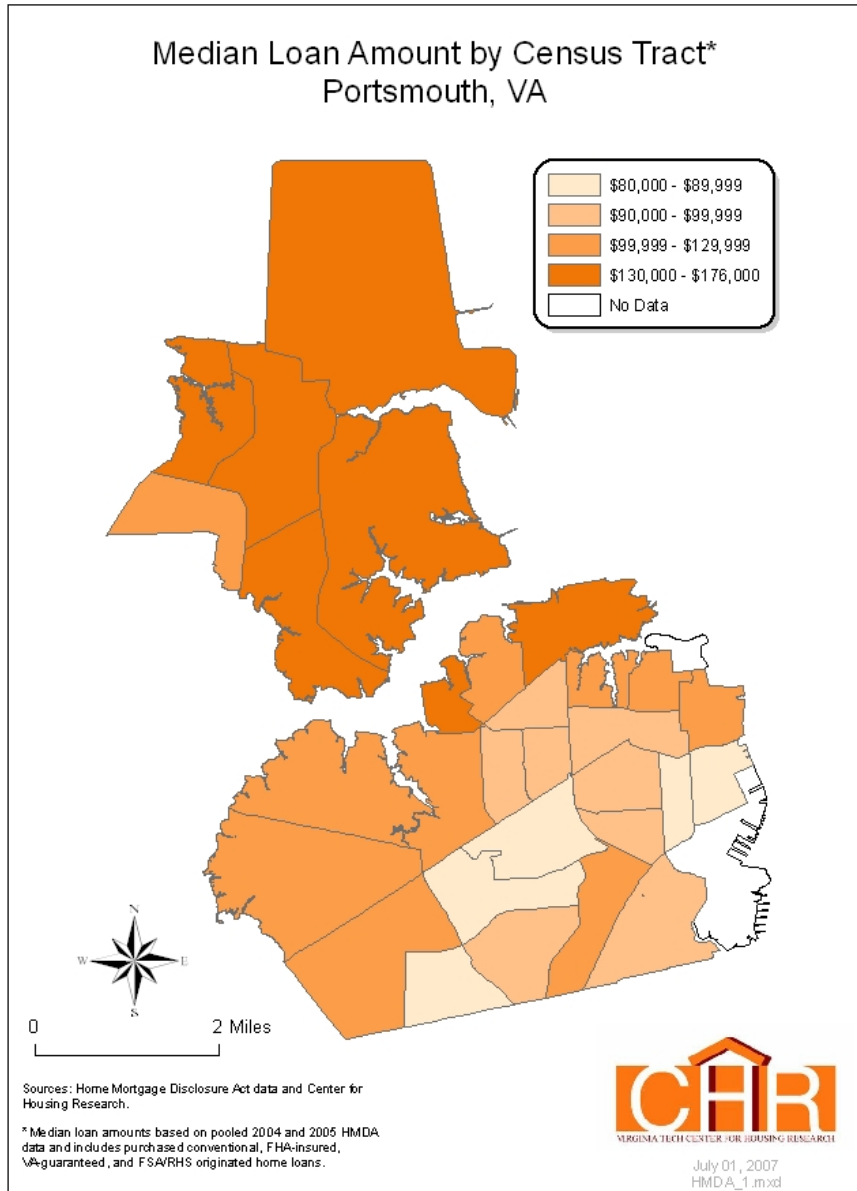 Median Loan Amount by Census Tract*
Portsmouth, VA
$80,000 - $89,999
$90,000 - $99,999
$99,999 - $129,999
$130,000 - $176,000
No Data
N
W
E
S
0
2 Miles
Sources: Home Mortgage Disclosure Act data and Center for
Housing Research.
* Median loan amounts based on pooled 2004 and 2005 HMDA
data and includes purchased conventional, FHA-insured,
VA-guaranteed, and FSA/RHS originated home loans.
CHR
VIRGINIA TECH CENTER FOR HOUSING RESEARCH
July 01, 2007
HMDA_1.mxd